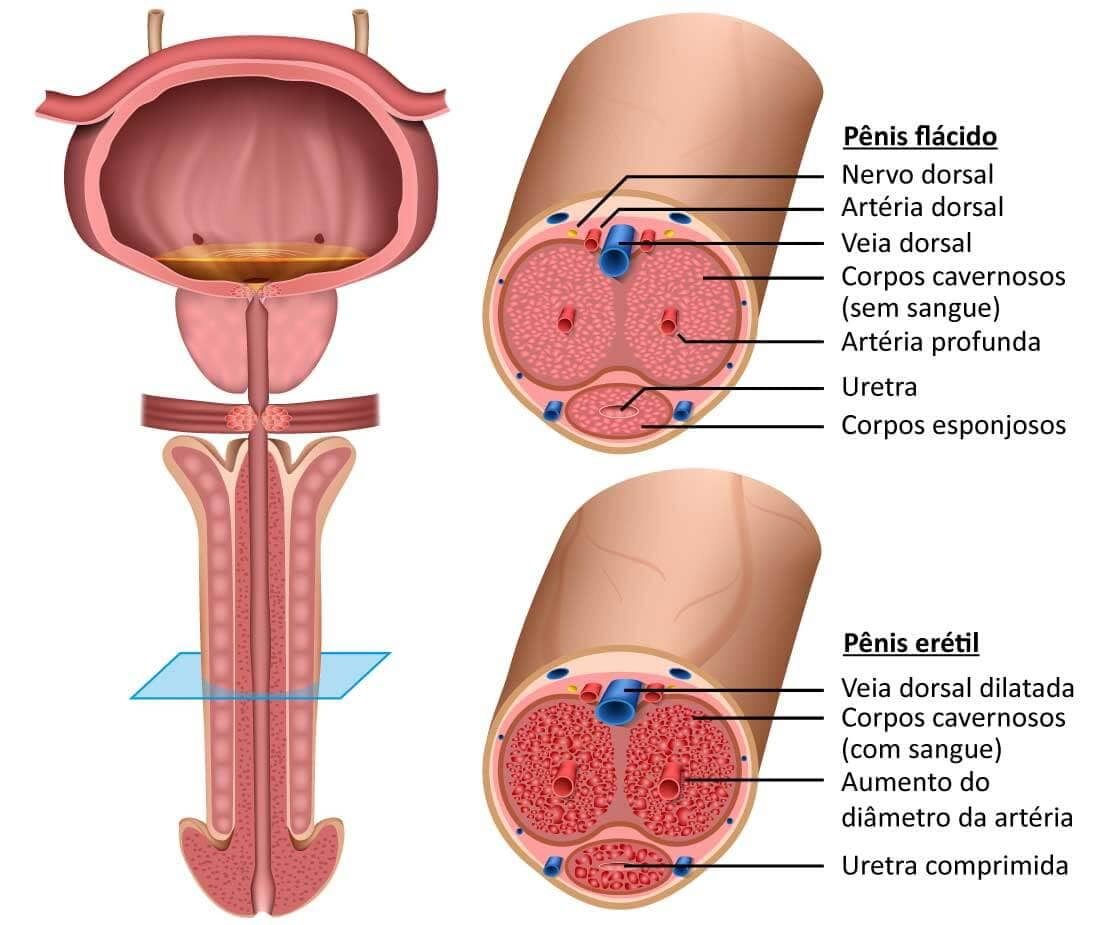 Pênis flácido
Nervo dorsal
Artéria dorsal
Veia dorsal
Corpos cavernosos
(sem sangue)
Artéria profunda
Uretra
Corpos esponjosos
Pênis erétil
Veia dorsal dilatada
Corpos cavernosos
(com sangue)
Aumento do
diâmetro da artéria
Uretra comprimida